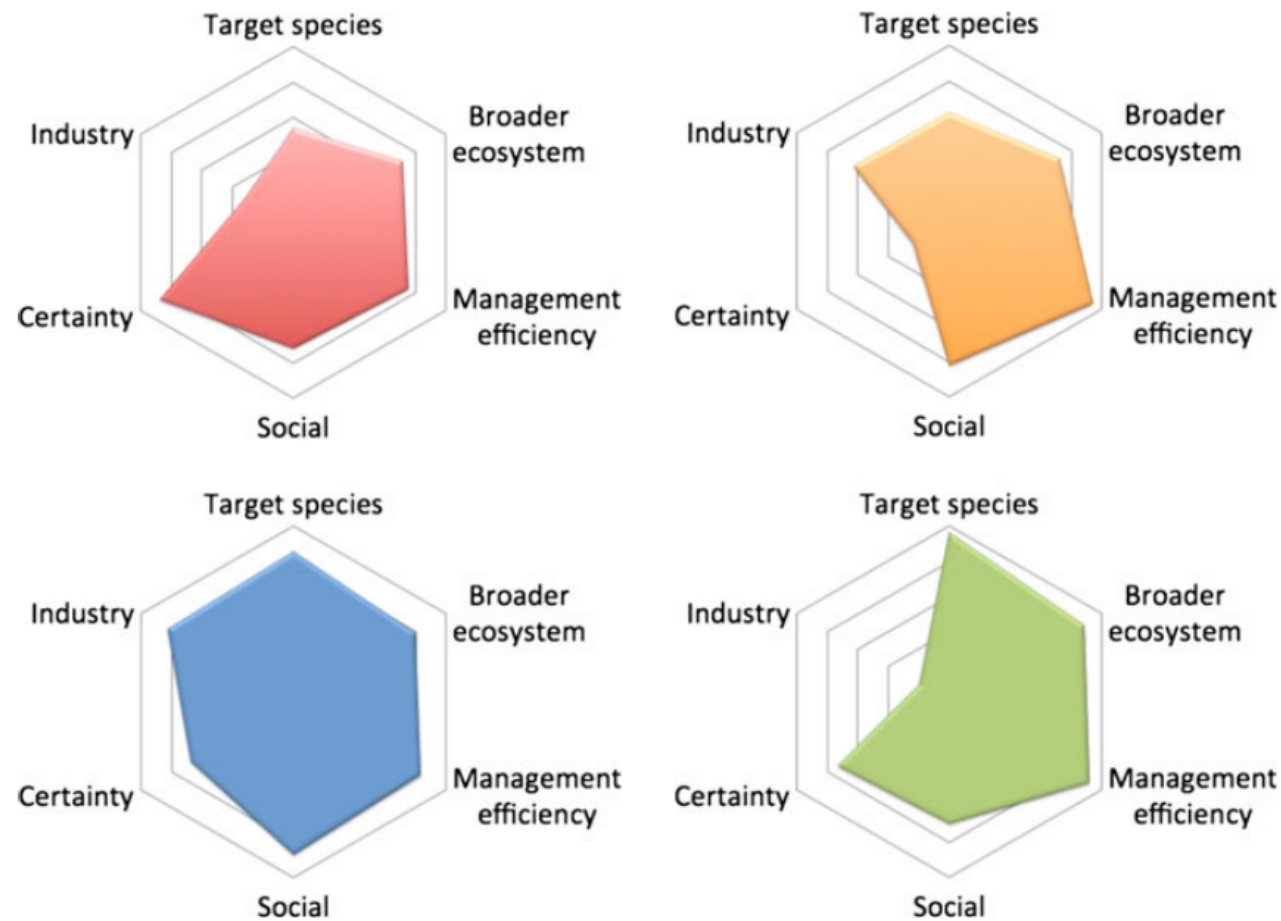 Target species
Industry
Broader
ecosystem
Certainty
Management
efficiency
Social
Target species
Industry
Broader
ecosystem
Certainty
Management
efficiency
Social
Target species
Industry
Broader
ecosystem
Certainty
Management
efficiency
Social
Target species
Industry
Broader
ecosystem
Certainty
Management
efficiency
Social